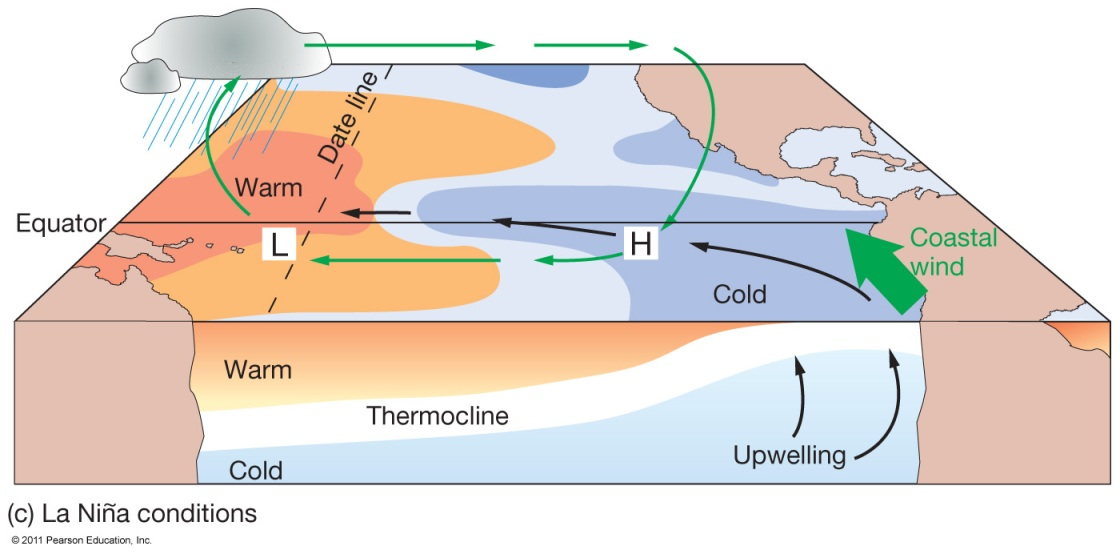 Date line
Warm
Equator
L
H
Coastal
wind
Cold
Warm
Thermocline
Upwelling
Cold
(c) La Niña conditions
© 2011 Pearson Education, Inc.